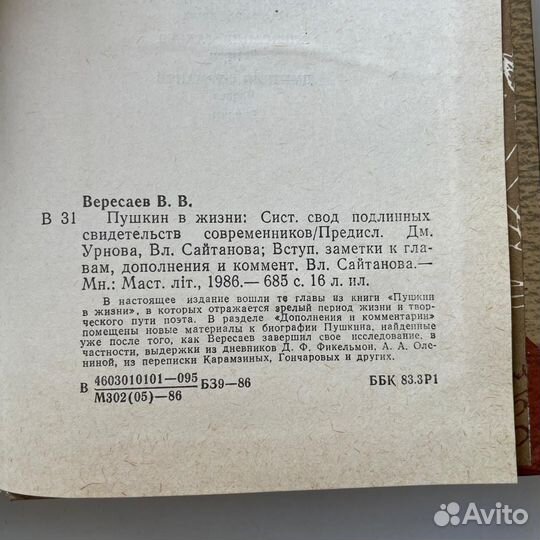 Вересаев В. В.
В 31 Пушкин в жизни: Сист. свод подлинных
свидетельств современников/Предисл. Дм.
Урнова, Вл. Сайтанова; Вступ. заметки к гла-
вам, дополнения и коммент. Вл. Сайтанова.—
Мн.: Маст. літ., 1986.— 685 с. 16 л. ил.
В настоящее издание вошли те главы из книги «Пушкин
в жизни», в которых отражается зрелый период жизни и твор-
ческого пути поэта. В разделе «Дополнения и комментарии»
помещены новые материалы к биографии Пушкина, найденные
уже после того, как Вересаев завершил свое исследование, в
частности, выдержки из дневников Д. Ф. Фикельмон, А. А. Оле-
ниной, из переписки Карамзиных, Гончаровых и других.
4603010101—095
В БЗ9—86 ББК 83.3Р1
М302(05)—86
Avito